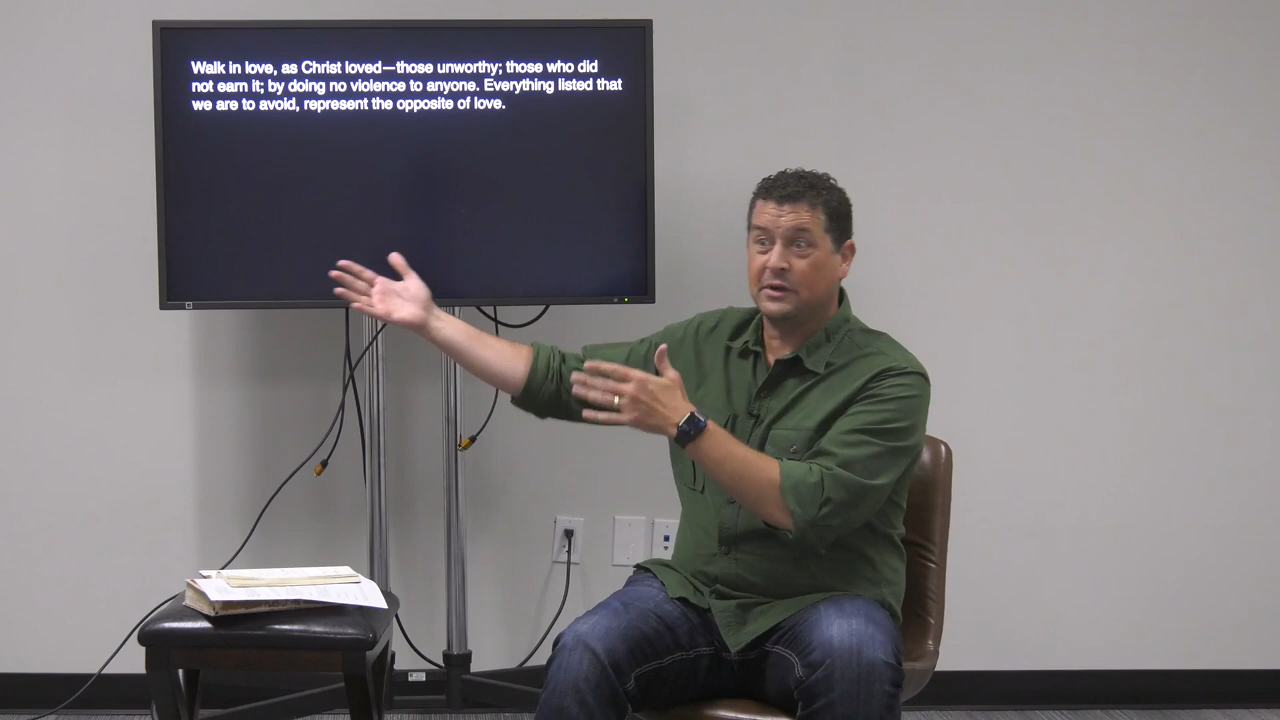 Walk in love, as Christ loved—those unworthy; those who did
not earn it; by doing no violence to anyone. Everything listed that
we are to avoid, represent the opposite of love.